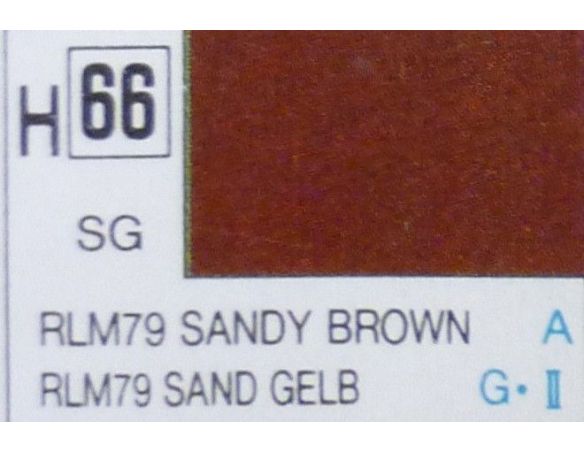 H 66
SG
RLM79 SANDY BROWN A
RLM79 SAND GELB G•Ⅱ